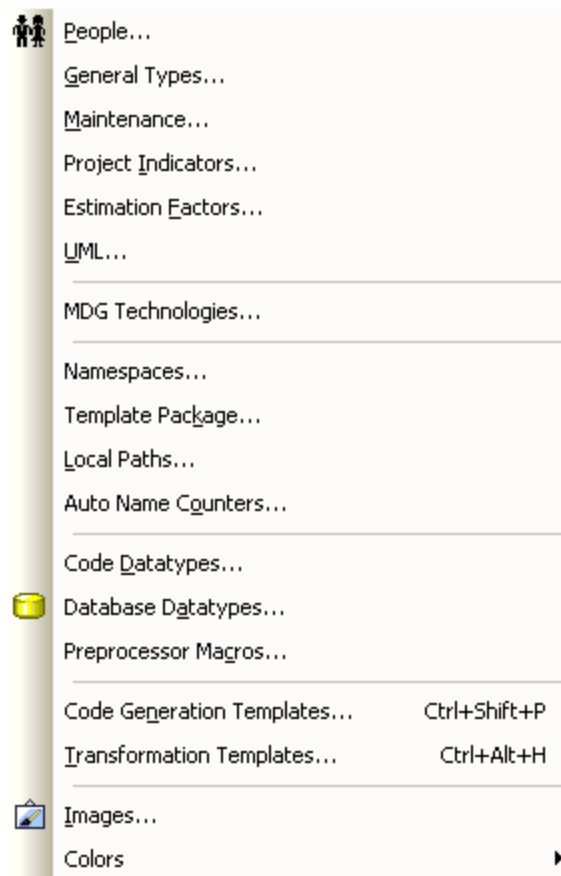 People...
General Types...
Maintenance...
Project Indicators...
Estimation Factors...
UML...
MDG Technologies...
Namespaces...
Template Package...
Local Paths...
Auto Name Counters...
Code Datatypes...
Database Datatypes...
Preprocessor Macros...
Code Generation Templates... Ctrl+Shift+P
Transformation Templates... Ctrl+Alt+H
Images...
Colors